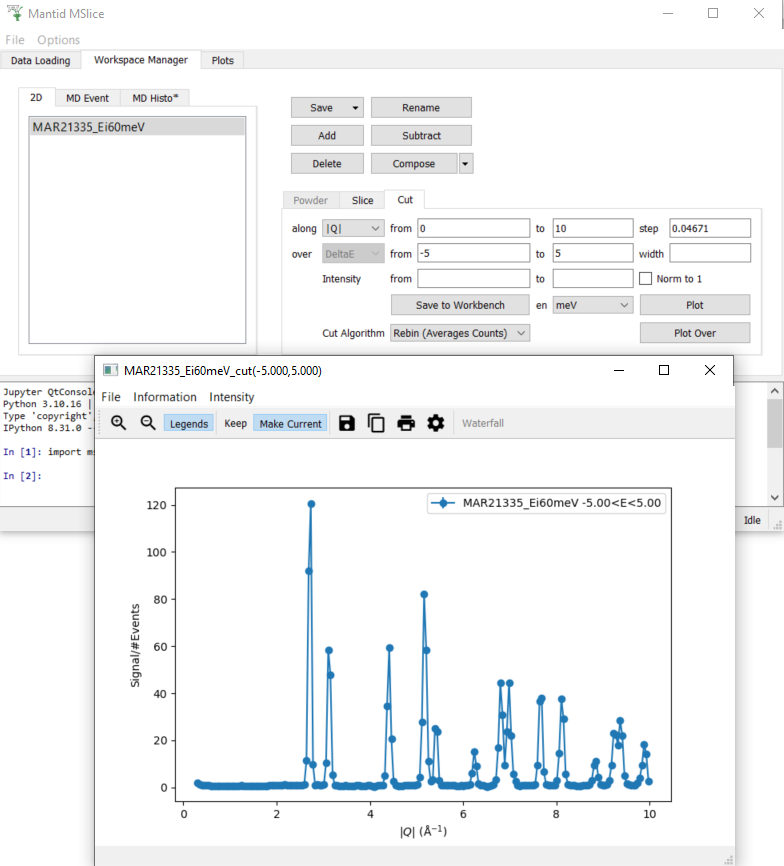 Mantid MSlice
File Options
Data Loading Workspace Manager Plots
2D MD Event MD Histo*
MAR21335_Ei60meV
Save Rename
Add Subtract
Delete Compose
Powder Slice Cut
along |Q| from 0 to 10 step 0.04671
over DeltaE from -5 to 5 width
Intensity from to Norm to 1
Save to Workbench en meV Plot
Cut Algorithm Rebin (Averages Counts) Plot Over
Jupyter QtConsol
Python 3.10.16 |
Type 'copyright',
IPython 8.31.0 --
In [1]: import ms
In [2]:
Idle
MAR21335_Ei60meV_cut(-5.000,5.000)
File Information Intensity
Legends Keep Make Current Waterfall
MAR21335_Ei60meV -5.00<E<5.00
120
100
80
60
40
20
0
Signal/#Events
0 2 4 6 8 10
|Q| (Å⁻¹)